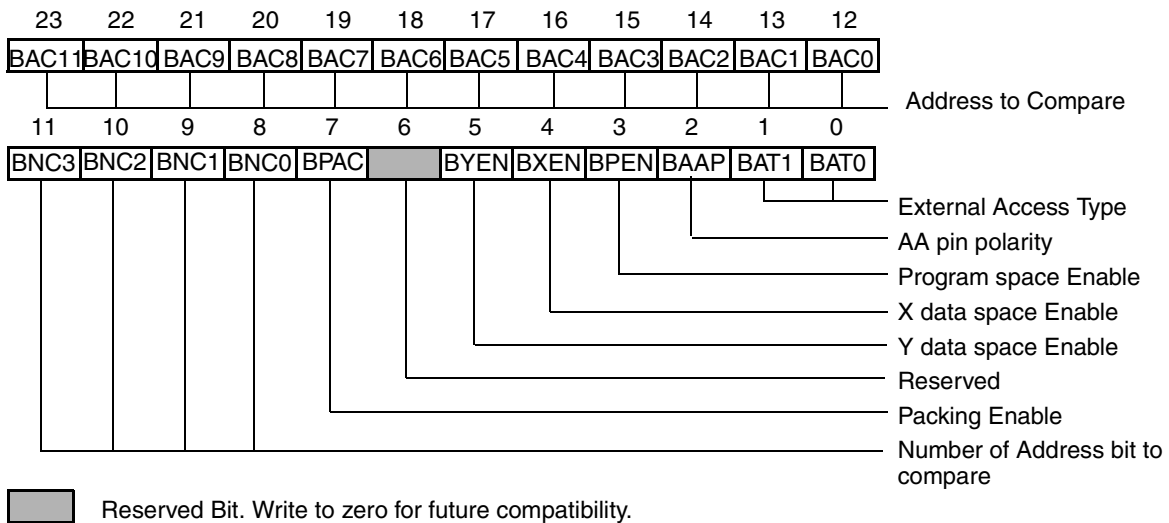 23 22 21 20 19 18 17 16 15 14 13 12
BAC11 BAC10 BAC9 BAC8 BAC7 BAC6 BAC5 BAC4 BAC3 BAC2 BAC1 BAC0
Address to Compare
11 10 9 8 7 6 5 4 3 2 1 0
BNC3 BNC2 BNC1 BNC0 BPAC BYEN BXEN BPEN BAAP BAT1 BAT0
External Access Type
AA pin polarity
Program space Enable
X data space Enable
Y data space Enable
Reserved
Packing Enable
Number of Address bit to
compare
Reserved Bit. Write to zero for future compatibility.